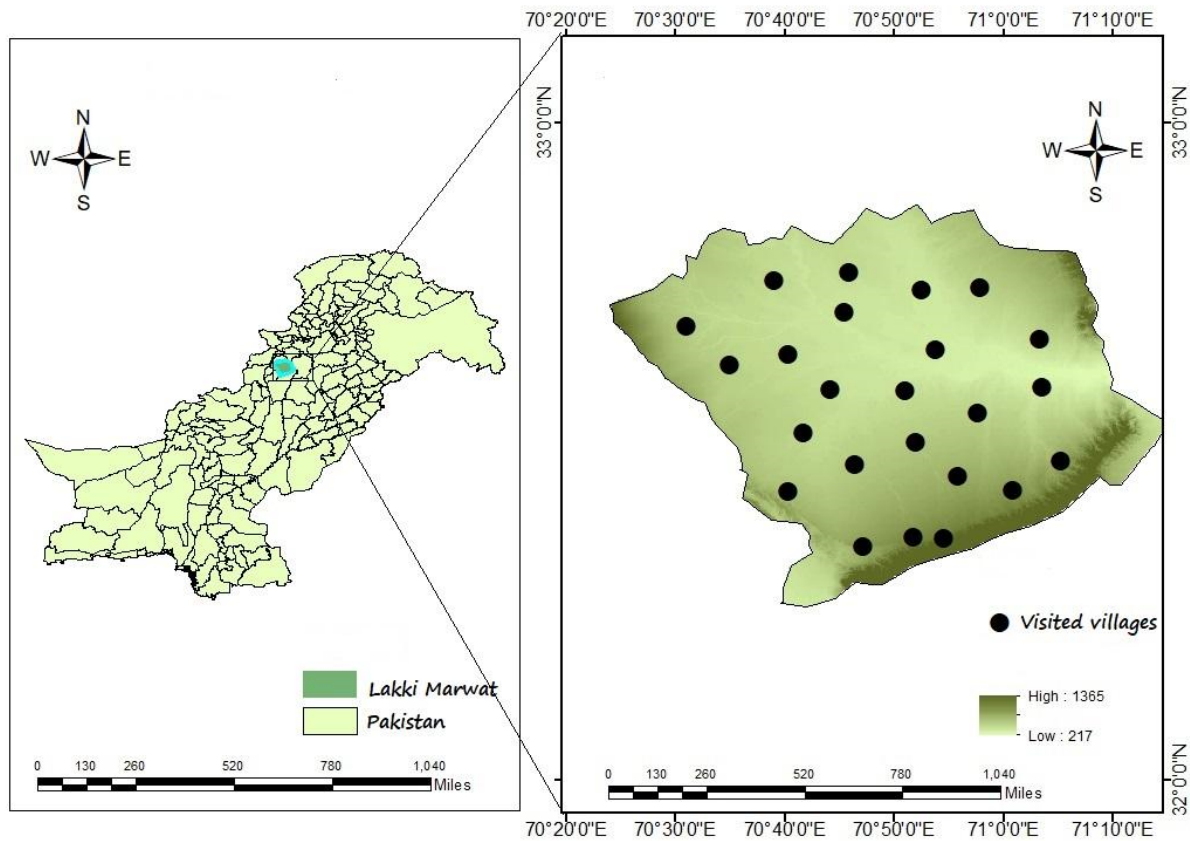 N
W E
S
Lakki Marwat
Pakistan
0 130 260 520 780 1,040
Miles
70°20'0"E 70°30'0"E 70°40'0"E 70°50'0"E 71°0'0"E 71°10'0"E
33°0'0"N
33°0'0"N
N
W E
S
Visited villages
High : 1365
Low : 217
0 130 260 520 780 1,040
Miles
32°0'0"N
70°20'0"E 70°30'0"E 70°40'0"E 70°50'0"E 71°0'0"E 71°10'0"E